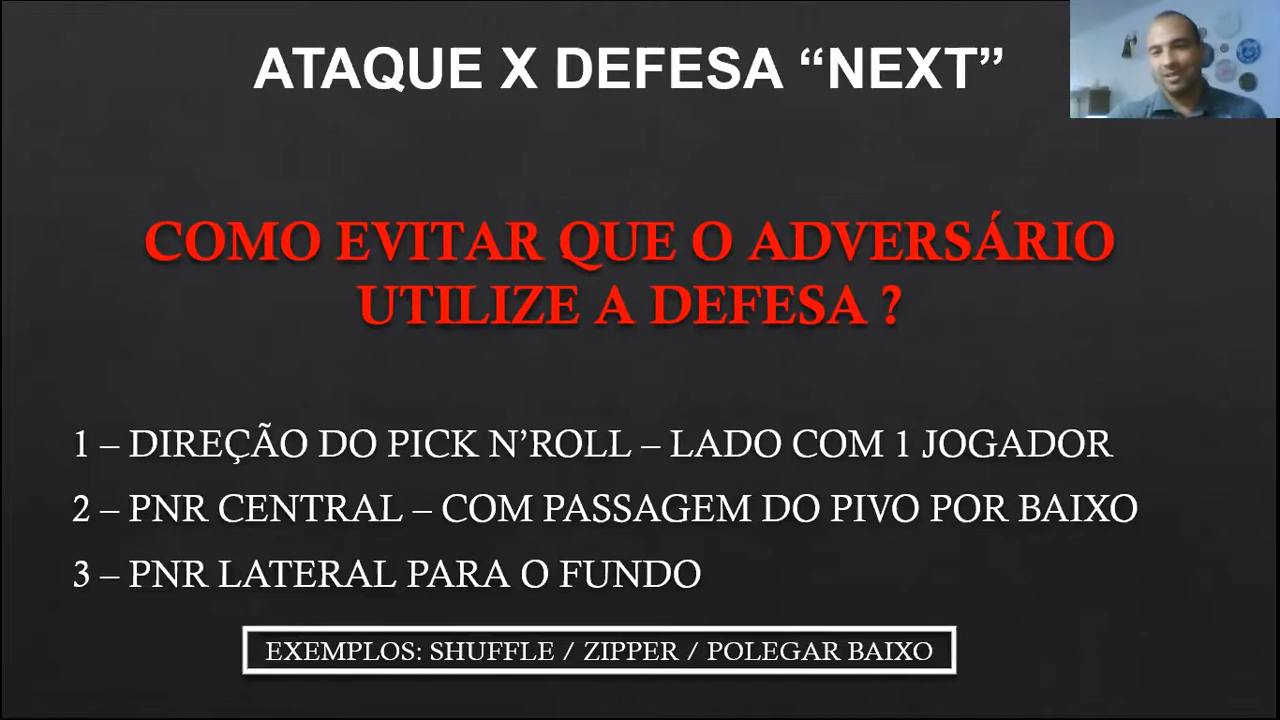 ATAQUE X DEFESA “NEXT”
COMO EVITAR QUE O ADVERSÁRIO
UTILIZE A DEFESA ?
1 – DIREÇÃO DO PICK N’ROLL – LADO COM 1 JOGADOR
2 – PNR CENTRAL – COM PASSAGEM DO PIVO POR BAIXO
3 – PNR LATERAL PARA O FUNDO
EXEMPLOS: SHUFFLE / ZIPPER / POLEGAR BAIXO